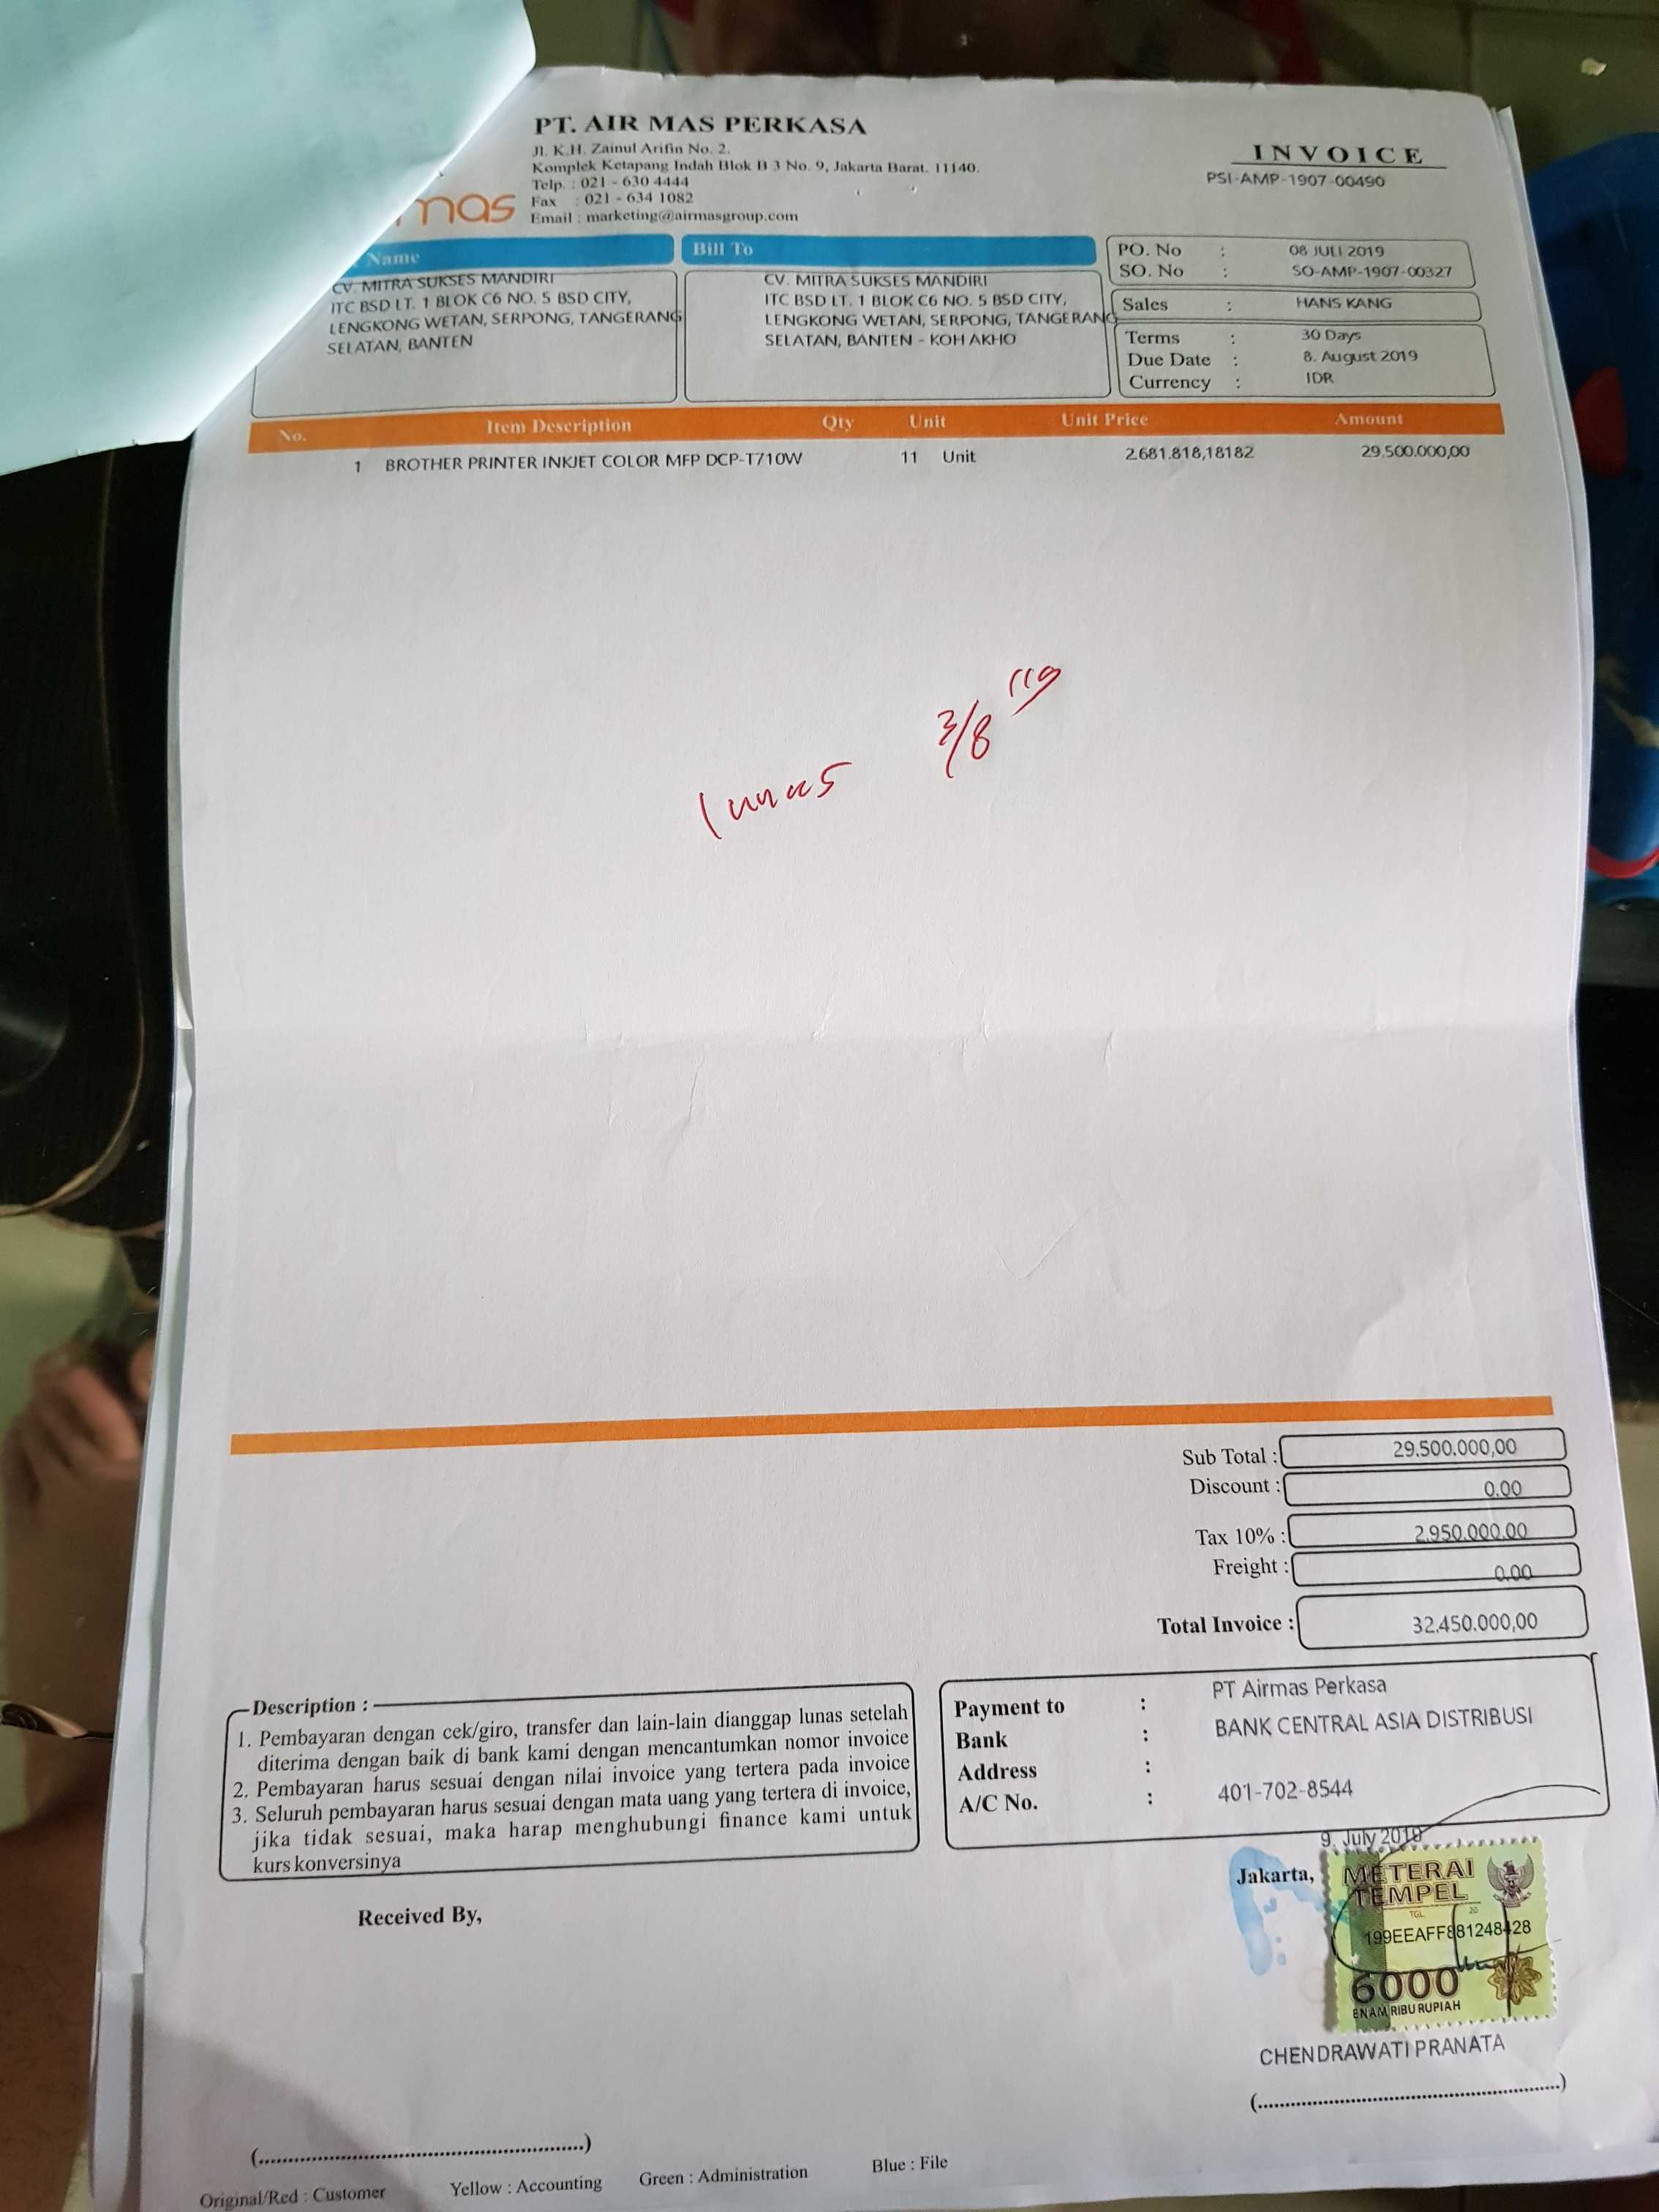 PT. AIR MAS PERKASA
Jl. K.H. Zainul Arifin No. 2.
Komplek Ketapang Indah Blok B 3 No. 9, Jakarta Barat. 11140.
Telp. : 021 - 630 4444
Fax : 021 - 634 1082
Email : marketing@airmasgroup.com
mas
INVOICE
PSI-AMP-1907-00490
Name
CV. MITRA SUKSES MANDIRI
ITC BSD LT. 1 BLOK C6 NO. 5 BSD CITY,
LENGKONG WETAN, SERPONG, TANGERANG
SELATAN, BANTEN
Bill To
CV. MITRA SUKSES MANDIRI
ITC BSD LT. 1 BLOK C6 NO. 5 BSD CITY,
LENGKONG WETAN, SERPONG, TANGERANG
SELATAN, BANTEN - KOH AKHO
PO. No : 08 JULI 2019
SO. No : SO-AMP-1907-00327
Sales : HANS KANG
Terms : 30 Days
Due Date : 8. August 2019
Currency : IDR
No. Item Description Qty Unit Unit Price Amount
1 BROTHER PRINTER INKJET COLOR MFP DCP-T710W 11 Unit 2.681.818,18182 29.500.000,00
lunas 3/8 '19
Sub Total : 29.500.000,00
Discount : 0.00
Tax 10% : 2.950.000.00
Freight : 0.00
Total Invoice : 32.450.000,00
Description :
1. Pembayaran dengan cek/giro, transfer dan lain-lain dianggap lunas setelah
diterima dengan baik di bank kami dengan mencantumkan nomor invoice
2. Pembayaran harus sesuai dengan nilai invoice yang tertera pada invoice
3. Seluruh pembayaran harus sesuai dengan mata uang yang tertera di invoice,
jika tidak sesuai, maka harap menghubungi finance kami untuk
kurs konversinya
Payment to : PT Airmas Perkasa
Bank : BANK CENTRAL ASIA DISTRIBUSI
Address :
A/C No. : 401-702-8544
9. July 2019
Jakarta,
METERAI
TEMPEL
TGL. 20
199EEAFF881248428
6000
ENAM RIBU RUPIAH
Received By,
CHENDRAWATI PRANATA
(..................................................)
(..................................................)
Original/Red : Customer Yellow : Accounting Green : Administration Blue : File